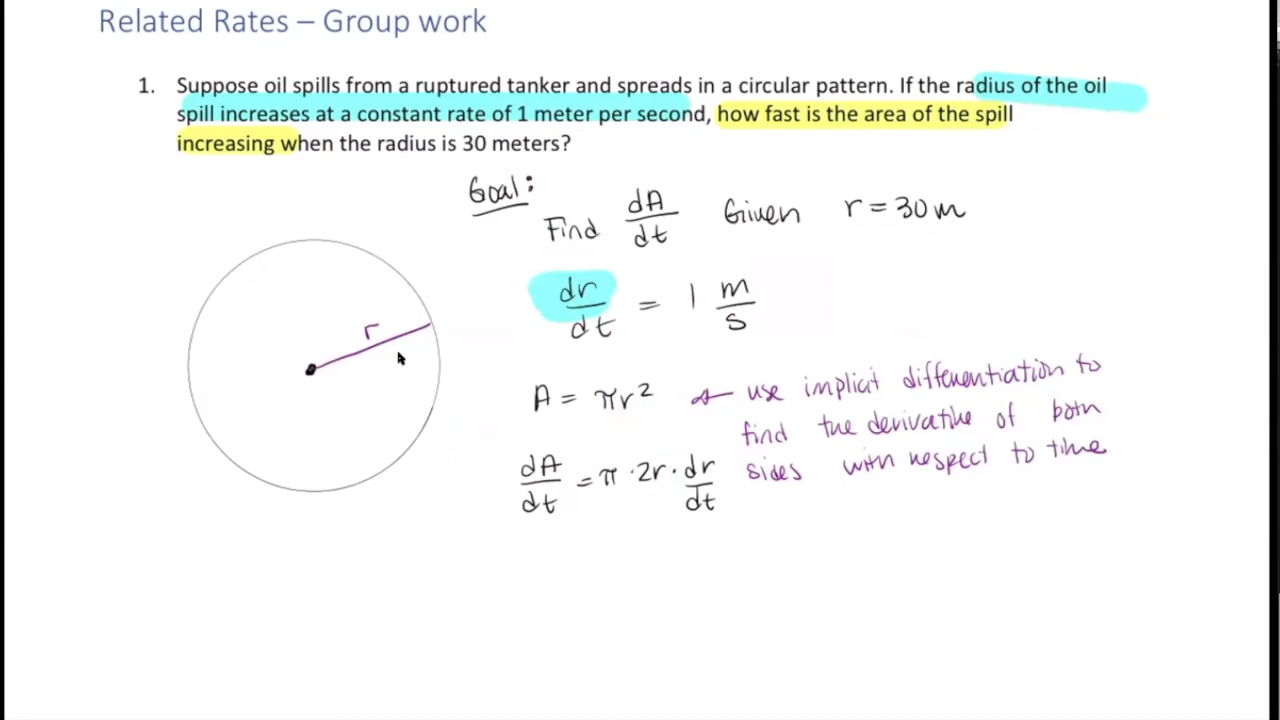 Related Rates – Group work
1. Suppose oil spills from a ruptured tanker and spreads in a circular pattern. If the radius of the oil
spill increases at a constant rate of 1 meter per second, how fast is the area of the spill
increasing when the radius is 30 meters?
Goal:
Find dA/dt Given r = 30 m
dr/dt = 1 m/s
r
A = πr² ← use implicit differentiation to
find the derivative of both
dA/dt = π · 2r · dr/dt sides with respect to time